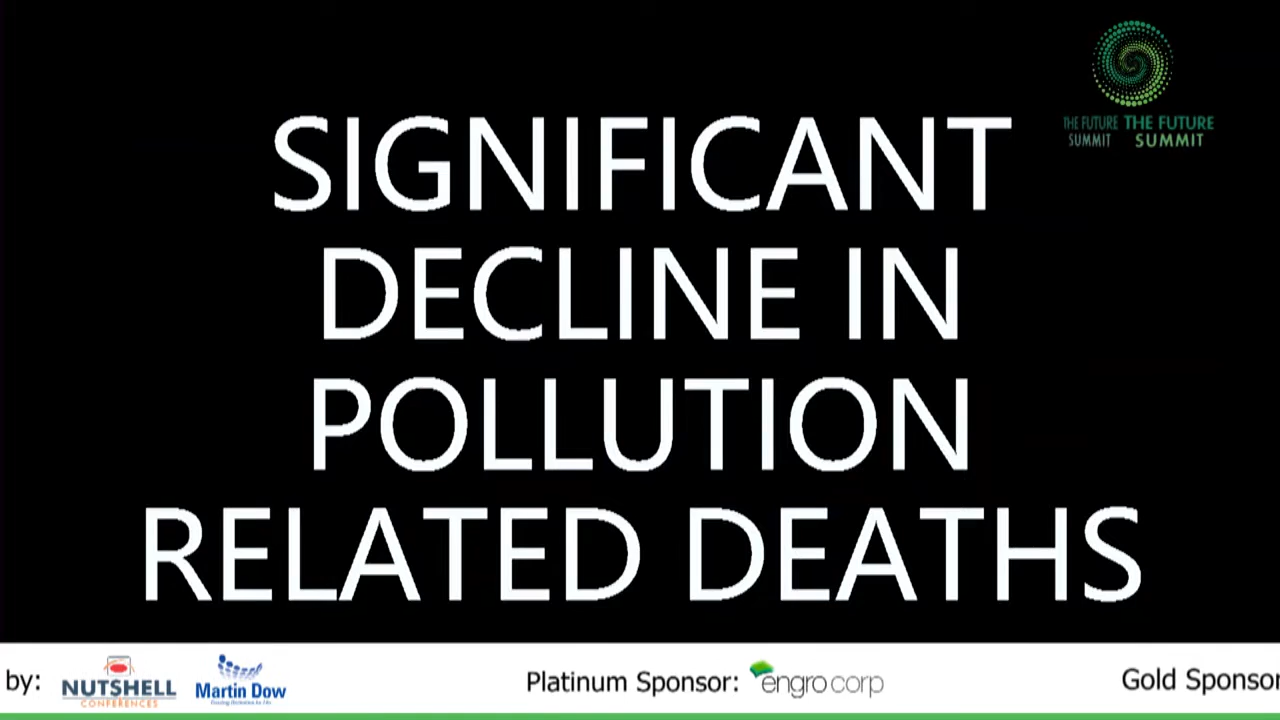 THE FUTURE THE FUTURE
SUMMIT SUMMIT
SIGNIFICANT
DECLINE IN
POLLUTION
RELATED DEATHS
by: NUTSHELL CONFERENCES Martin Dow Platinum Sponsor: engro corp Gold Sponsor